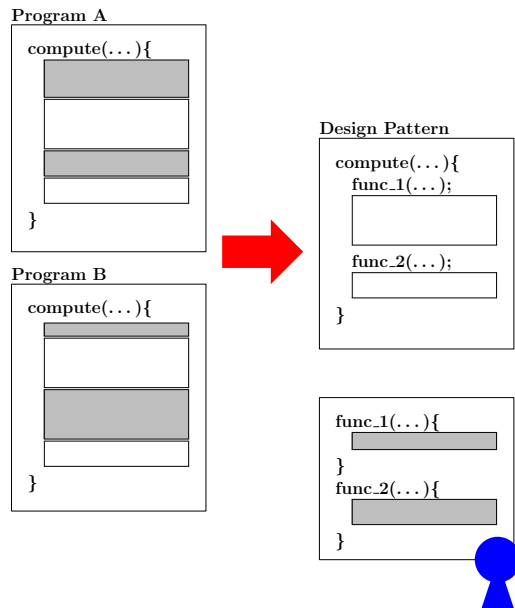 Program A
compute(...){
}
Program B
compute(...){
}
Design Pattern
compute(...){
func_1(...);
func_2(...);
}
func_1(...){
}
func_2(...){
}